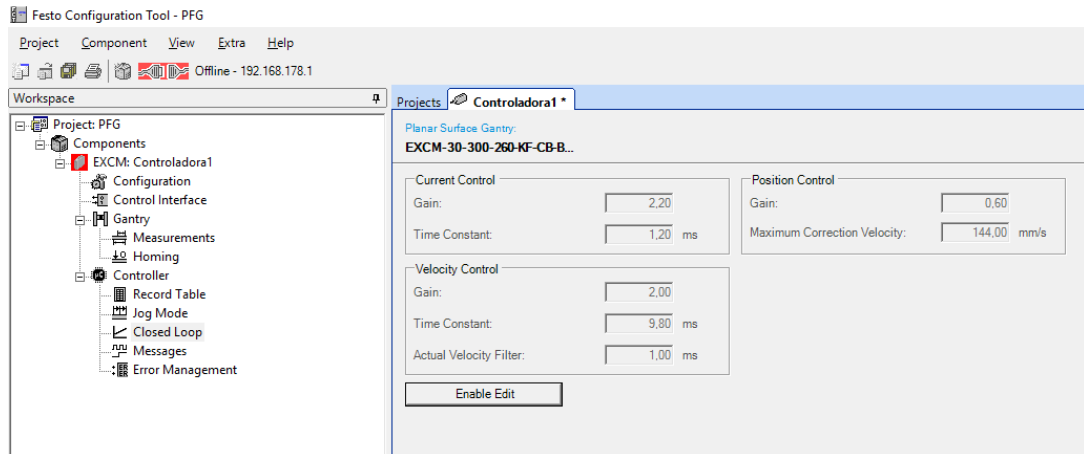 Festo Configuration Tool - PFG
Project Component View Extra Help
Offline - 192.168.178.1
Workspace
Project: PFG
Components
EXCM: Controladora1
Configuration
Control Interface
Gantry
Measurements
Homing
Controller
Record Table
Jog Mode
Closed Loop
Messages
Error Management
Projects Controladora1 *
Planar Surface Gantry:
EXCM-30-300-260-KF-CB-B...
Current Control
Gain: 2,20
Time Constant: 1,20 ms
Velocity Control
Gain: 2,00
Time Constant: 9,80 ms
Actual Velocity Filter: 1,00 ms
Enable Edit
Position Control
Gain: 0,60
Maximum Correction Velocity: 144,00 mm/s